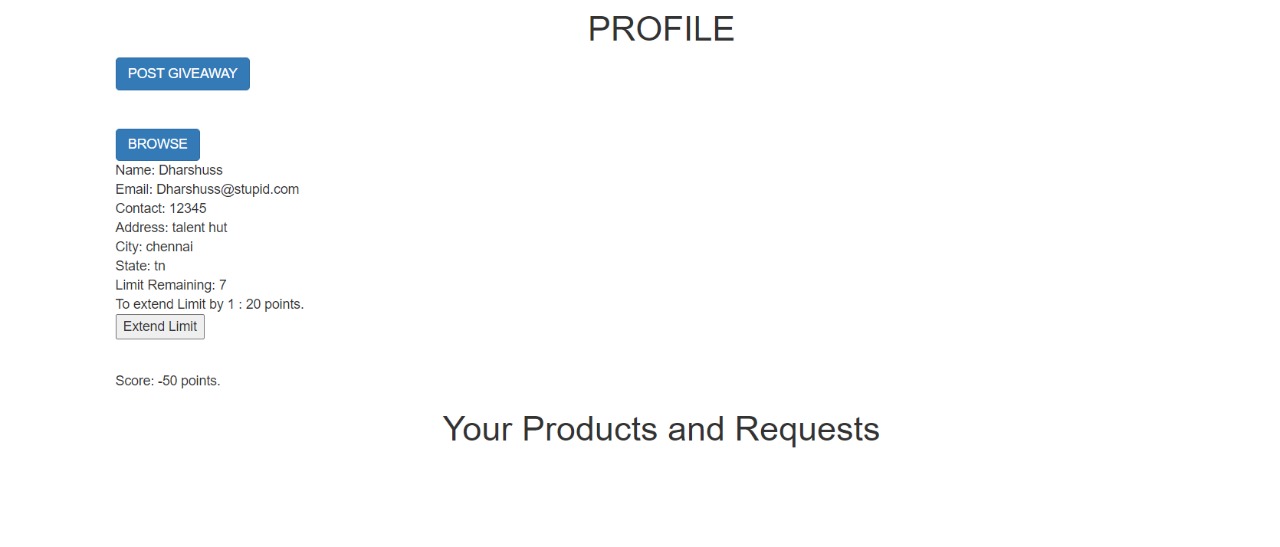 PROFILE
POST GIVEAWAY
BROWSE
Name: Dharshuss
Email: Dharshuss@stupid.com
Contact: 12345
Address: talent hut
City: chennai
State: tn
Limit Remaining: 7
To extend Limit by 1 : 20 points.
Extend Limit
Score: -50 points.
Your Products and Requests